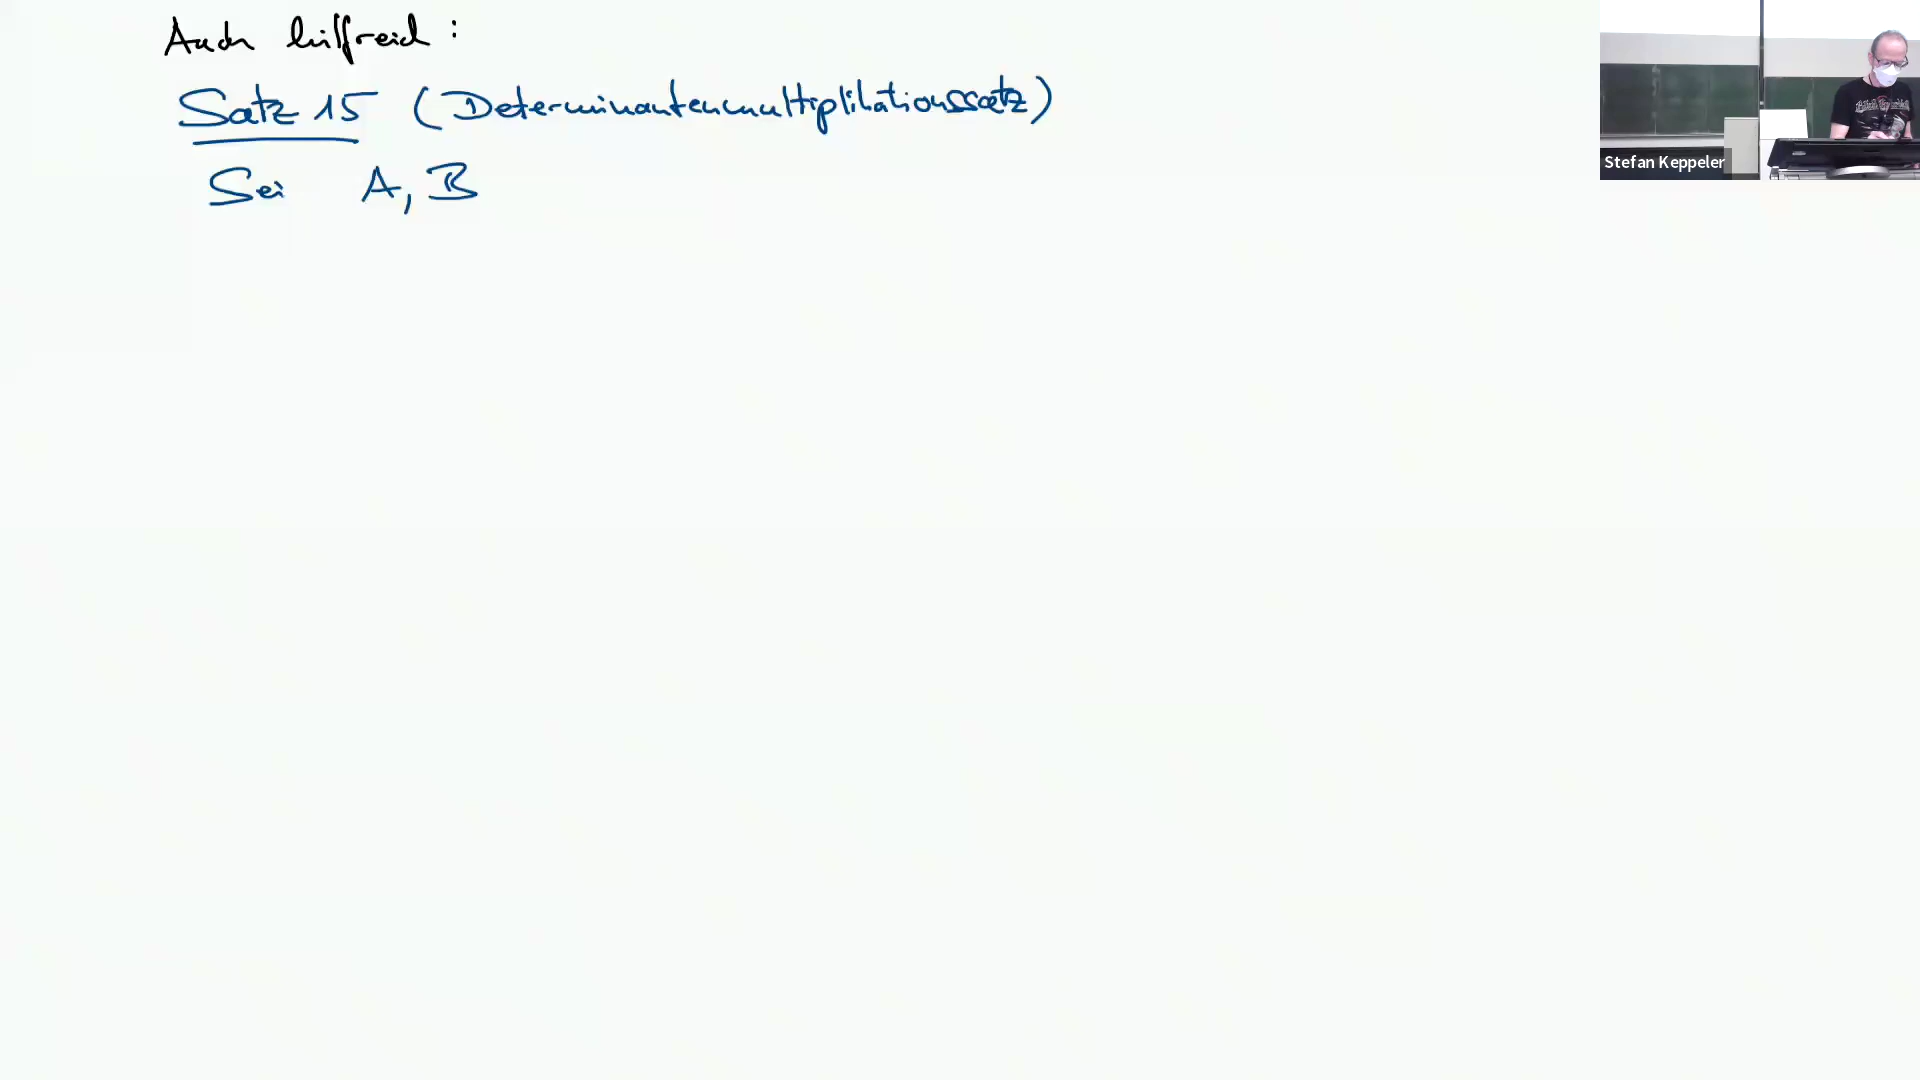 Auch hilfreich:
Satz 15 (Determinantenmultiplikationssatz)
Sei A, B
Stefan Keppeler